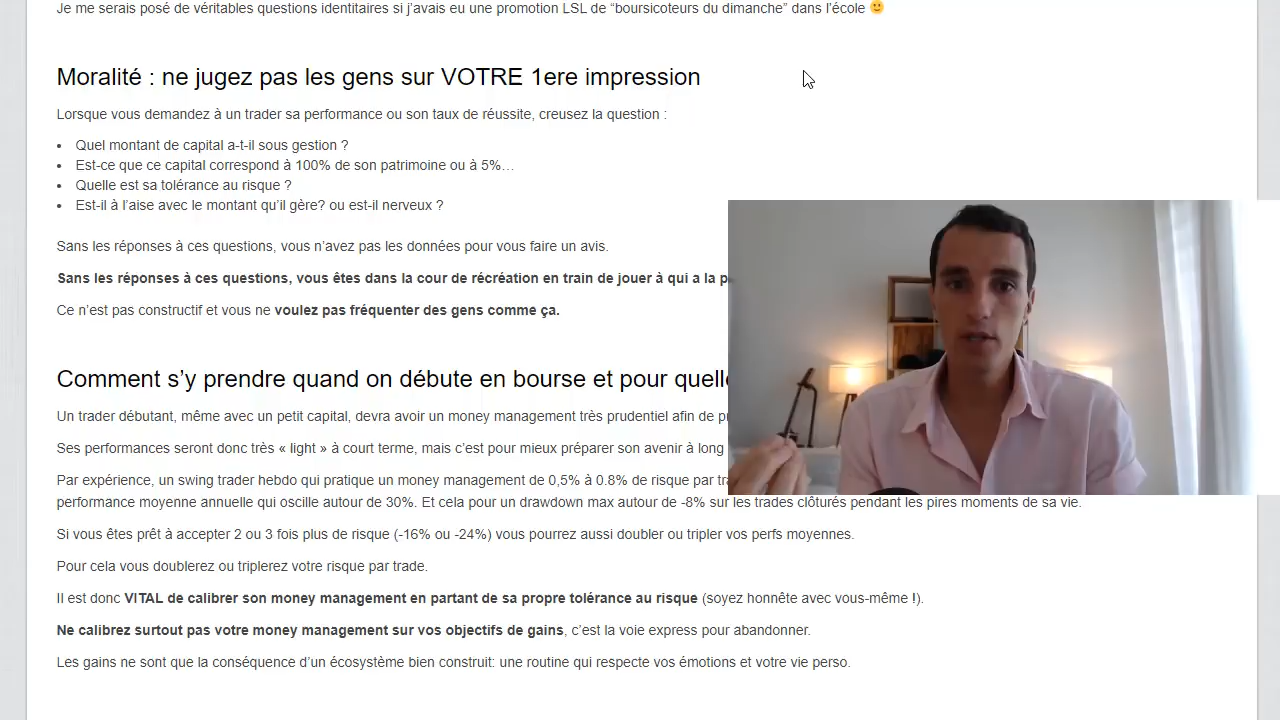 Je me serais posé de véritables questions identitaires si j’avais eu une promotion LSL de “boursicoteurs du dimanche” dans l’école
Moralité : ne jugez pas les gens sur VOTRE 1ere impression
Lorsque vous demandez à un trader sa performance ou son taux de réussite, creusez la question :
• Quel montant de capital a-t-il sous gestion ?
• Est-ce que ce capital correspond à 100% de son patrimoine ou à 5%…
• Quelle est sa tolérance au risque ?
• Est-il à l’aise avec le montant qu’il gère? ou est-il nerveux ?
Sans les réponses à ces questions, vous n’avez pas les données pour vous faire un avis.
Sans les réponses à ces questions, vous êtes dans la cour de récréation en train de jouer à qui a la
Ce n’est pas constructif et vous ne voulez pas fréquenter des gens comme ça.
Comment s’y prendre quand on débute en bourse et pour
Un trader débutant, même avec un petit capital, devra avoir un money management très prudentiel afin de
Ses performances seront donc très « light » à court terme, mais c’est pour mieux préparer son avenir à long
Par expérience, un swing trader hebdo qui pratique un money management de 0,5% à 0.8% de risque par
performance moyenne annuelle qui oscille autour de 30%. Et cela pour un drawdown max autour de -8% sur les trades clôturés pendant les pires moments de sa vie.
Si vous êtes prêt à accepter 2 ou 3 fois plus de risque (-16% ou -24%) vous pourrez aussi doubler ou tripler vos perfs moyennes.
Pour cela vous doublerez ou triplerez votre risque par trade.
Il est donc VITAL de calibrer son money management en partant de sa propre tolérance au risque (soyez honnête avec vous-même !).
Ne calibrez surtout pas votre money management sur vos objectifs de gains, c’est la voie express pour abandonner.
Les gains ne sont que la conséquence d’un écosystème bien construit: une routine qui respecte vos émotions et votre vie perso.